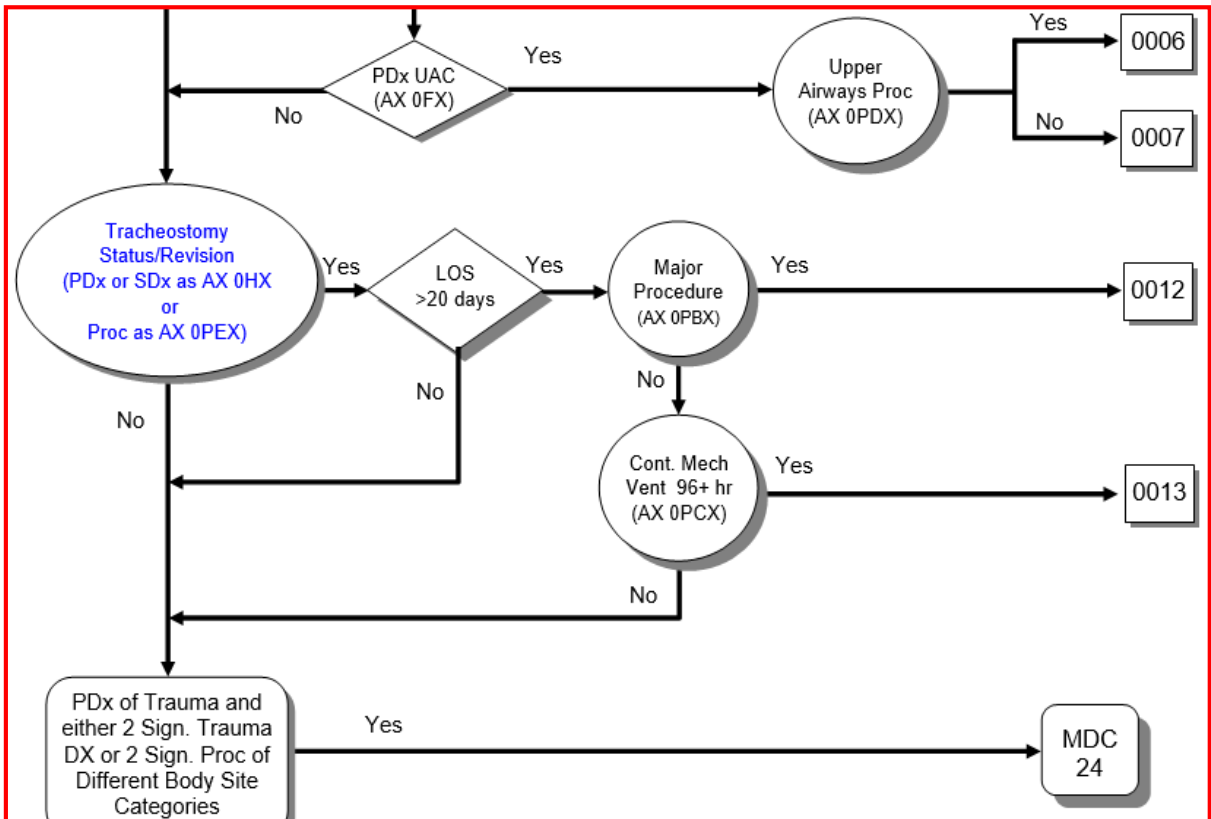 Yes
Yes
0006
PDx UAC
(AX 0FX)
Upper
Airways Proc
(AX 0PDX)
No
No
0007
Tracheostomy
Status/Revision
(PDx or SDx as AX 0HX
or
Proc as AX 0PEX)
Yes
LOS
>20 days
Yes
Major
Procedure
(AX 0PBX)
Yes
0012
No
No
No
Cont. Mech
Vent 96+ hr
(AX 0PCX)
Yes
0013
No
PDx of Trauma and
either 2 Sign. Trauma
DX or 2 Sign. Proc of
Different Body Site
Categories
Yes
MDC
24